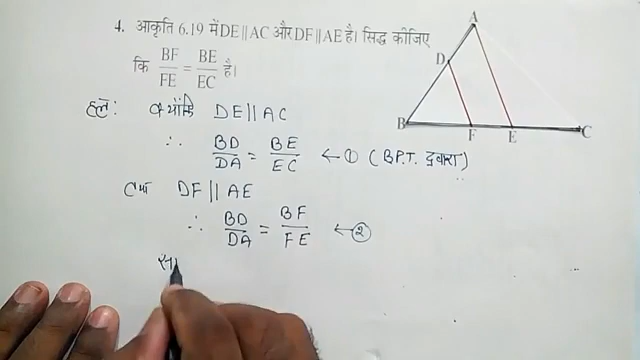 4. आकृति 6.19 में DE || AC और DF || AE है। सिद्ध कीजिए
कि BF/FE = BE/EC है।
A
D
B
F
E
C
हल: क्योंकि DE || AC
∴ BD/DA = BE/EC ← ① (B.P.T. द्वारा)
DF || AE
∴ BD/DA = BF/FE ← ②